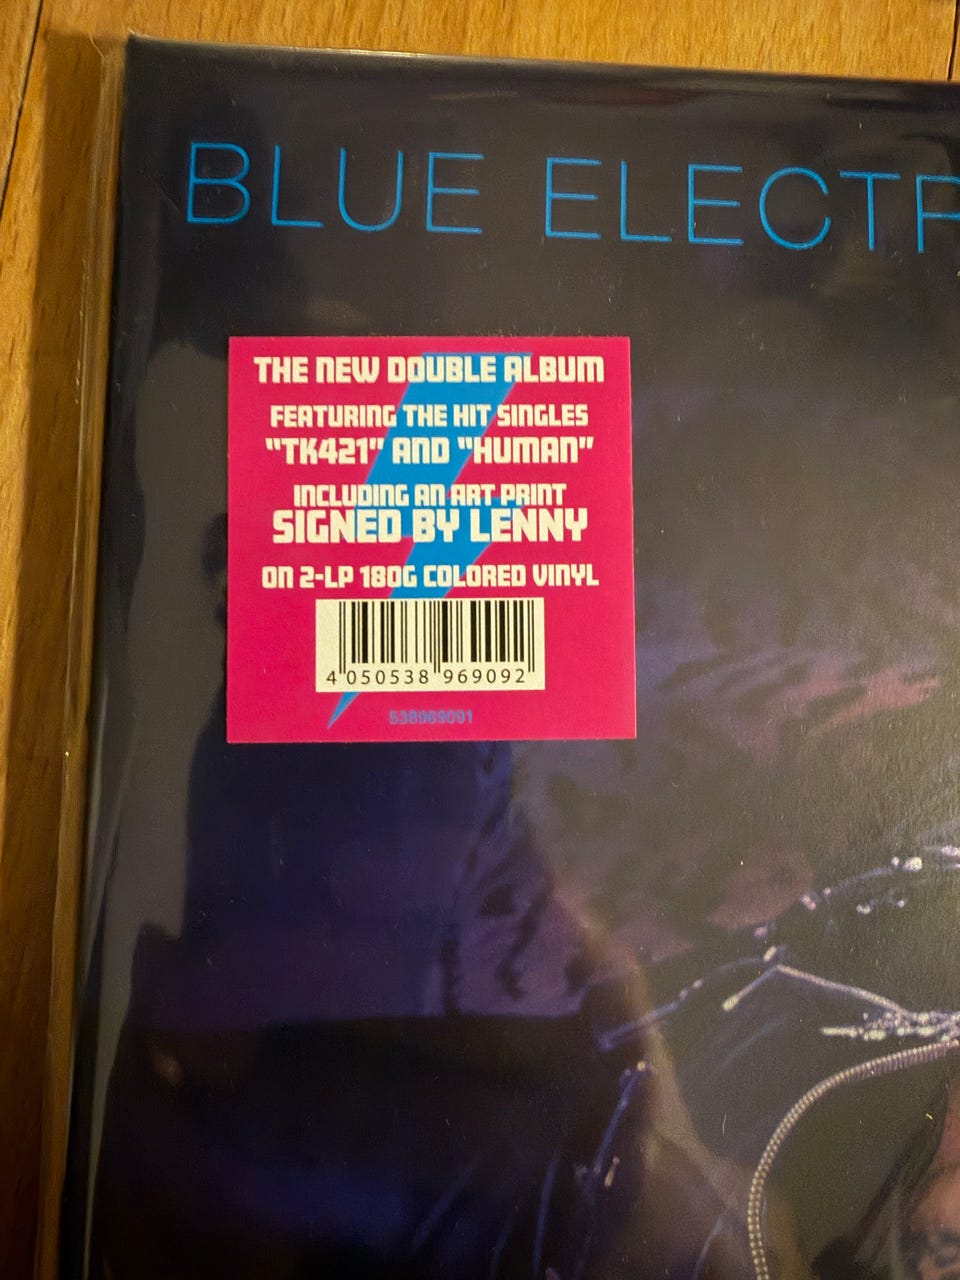 BLUE ELECTR
THE NEW DOUBLE ALBUM
FEATURING THE HIT SINGLES
"TK421" AND "HUMAN"
INCLUDING AN ART PRINT
SIGNED BY LENNY
ON 2-LP 180G COLORED VINYL
4 050538 969092
538969091